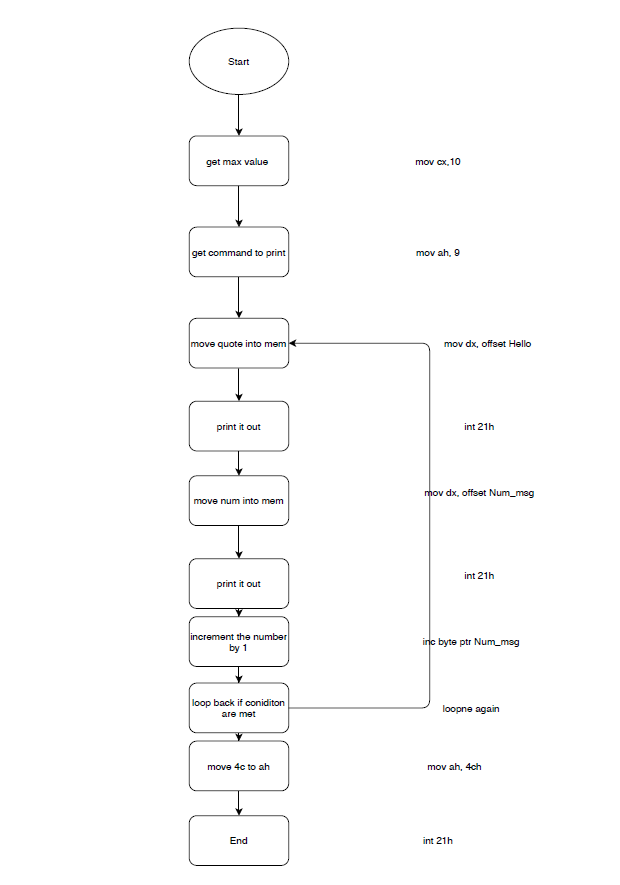 Start
get max value
mov cx,10
get command to print
mov ah, 9
move quote into mem
mov dx, offset Hello
print it out
int 21h
move num into mem
mov dx, offset Num_msg
print it out
int 21h
increment the number
by 1
inc byte ptr Num_msg
loop back if coniditon
are met
loopne again
move 4c to ah
mov ah, 4ch
End
int 21h